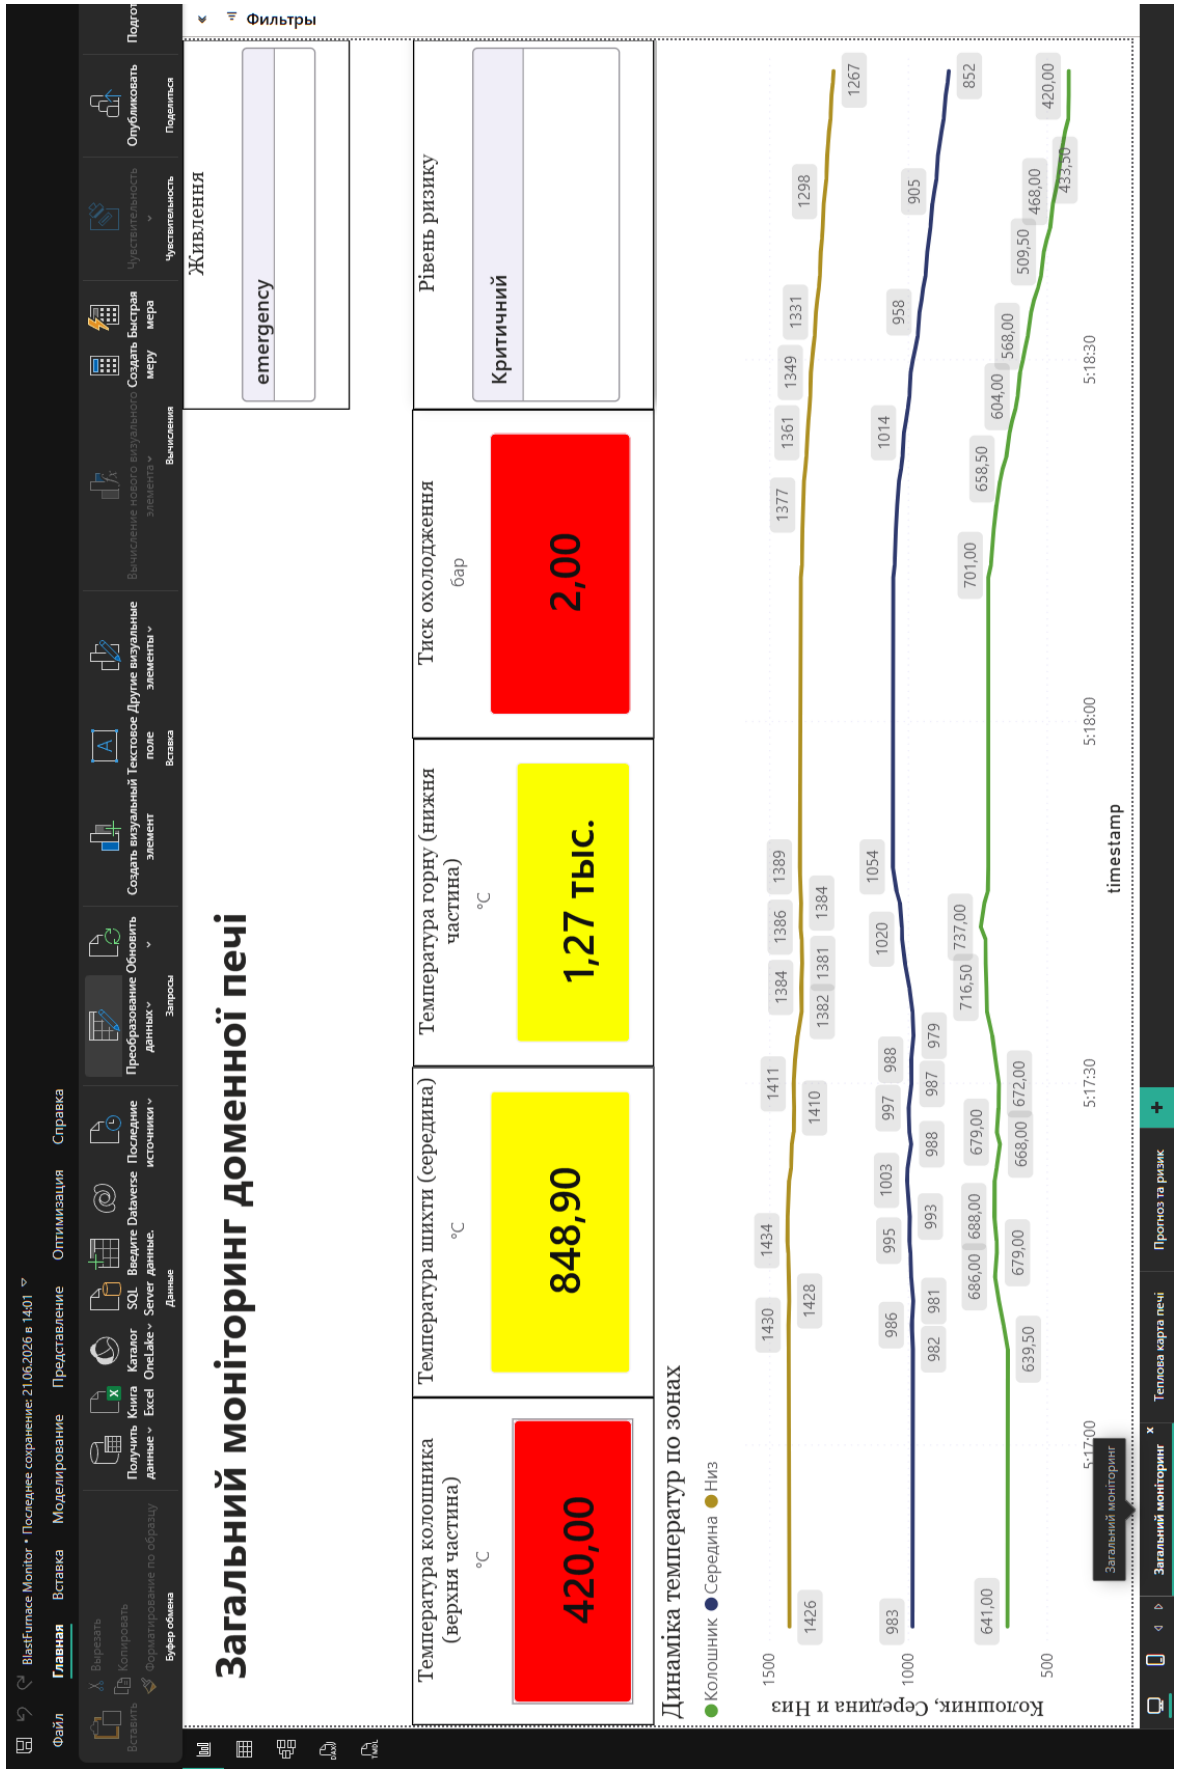 BlastFurnace Monitor • Последнее сохранение: 21.06.2026 в 14:01
Файл
Главная
Вставка
Моделирование
Представление
Оптимизация
Справка
Вставить
Вырезать
Копировать
Форматирование по образцу
Буфер обмена
Получить данные
Книга Excel
Каталог OneLake
SQL Server
Введите данные.
Dataverse
Последние источники
Данные
Преобразование данных
Обновить
Запросы
Создать визуальный элемент
Текстовое поле
Другие визуальные элементы
Вставка
Вычисление нового визуального элемента
Создать меру
Быстрая мера
Вычисления
Чувствительность
Чувствительность
Опубликовать
Поделиться
Подгот
Фильтры
Загальний моніторинг доменної печі
Живлення
emergency
Температура колошника (верхня частина)
°C
420,00
Температура шихти (середина)
°C
848,90
Температура горну (нижня частина)
°C
1,27 тыс.
Тиск охолодження
бар
2,00
Рівень ризику
Критичний
Динаміка температур по зонах
Колошник Середина Низ
Колошник, Середина и Низ
1500
1000
500
1426 1430 1428 1434 1410 1411 1384 1382 1381 1386 1384 1389 1377 1361 1349 1331 1298 1267
983 982 986 981 995 993 1003 988 997 987 988 979 1020 1054 1014 958 905 852
641,00 639,50 686,00 679,00 688,00 679,00 668,00 672,00 716,50 737,00 701,00 658,50 604,00 568,00 509,50 468,00 433,50 420,00
5:17:00 5:17:30 5:18:00 5:18:30
timestamp
Загальний моніторинг
Загальний моніторинг
Теплова карта печі
Прогноз та ризик
DAX
TMDL